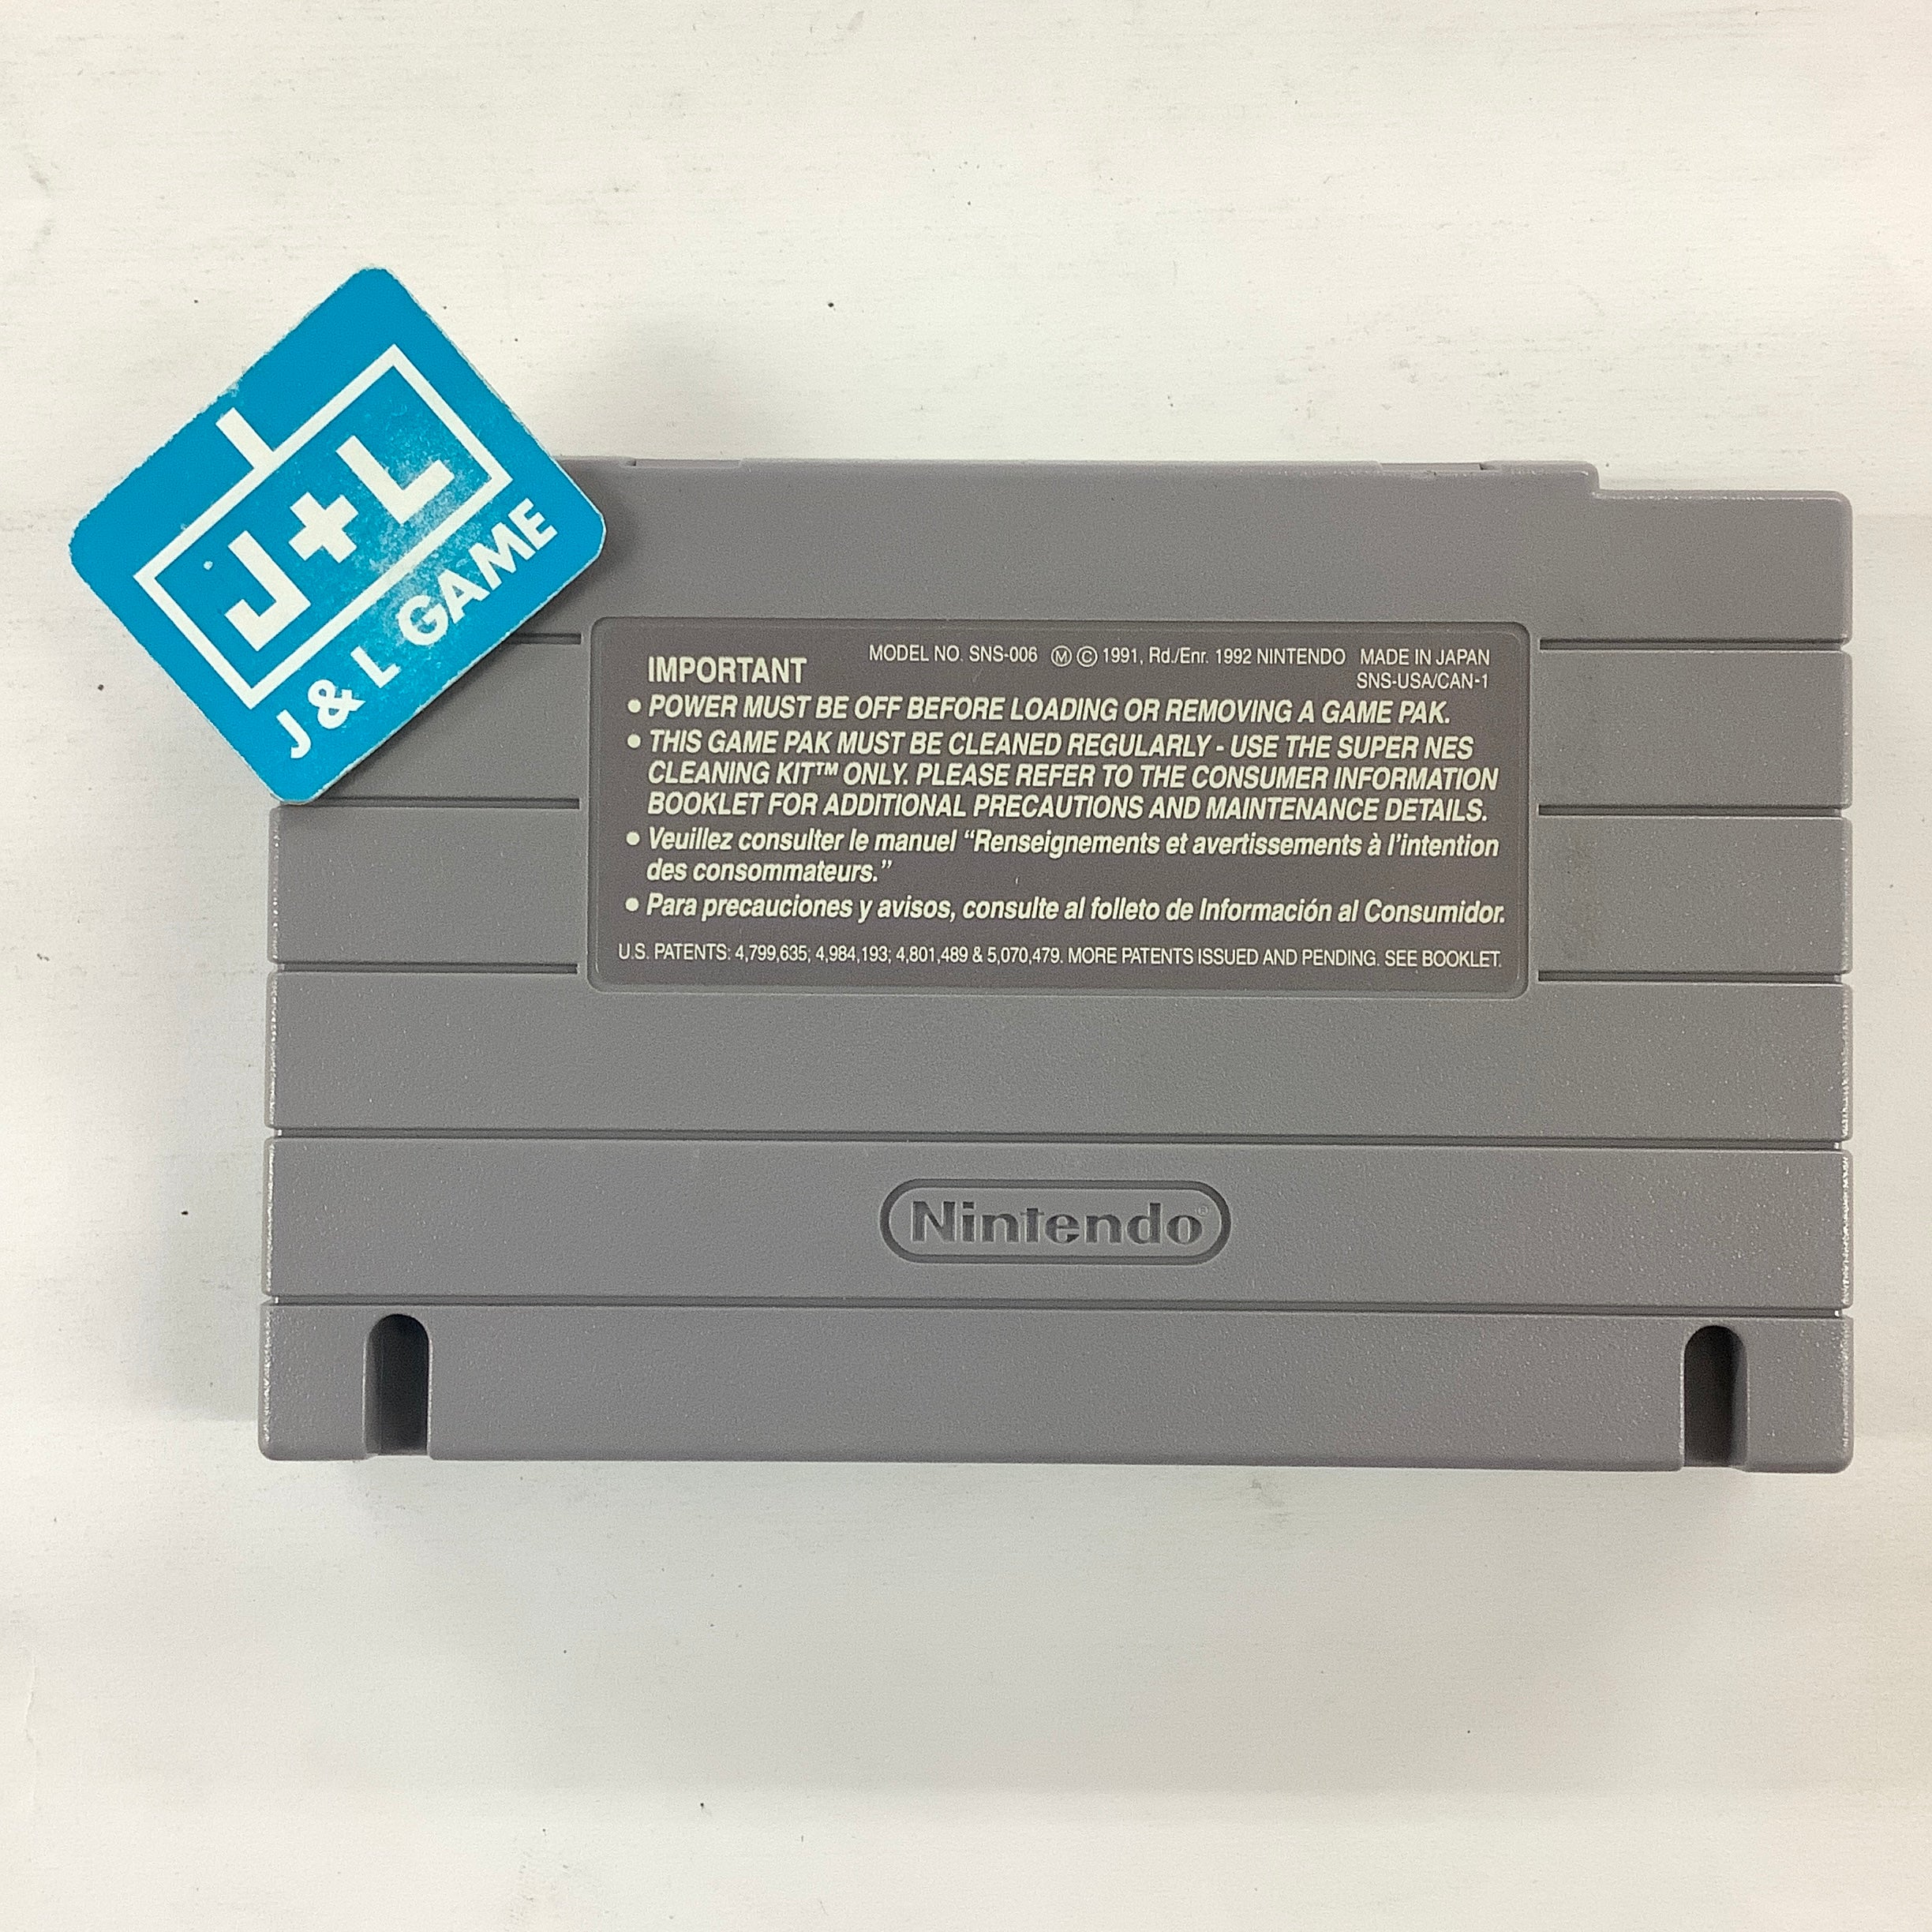 J+L
J & L GAME
IMPORTANT
MODEL NO. SNS-006 Ⓜ © 1991, Rd./Enr. 1992 NINTENDO MADE IN JAPAN
SNS-USA/CAN-1
• POWER MUST BE OFF BEFORE LOADING OR REMOVING A GAME PAK.
• THIS GAME PAK MUST BE CLEANED REGULARLY - USE THE SUPER NES
CLEANING KIT™ ONLY. PLEASE REFER TO THE CONSUMER INFORMATION
BOOKLET FOR ADDITIONAL PRECAUTIONS AND MAINTENANCE DETAILS.
• Veuillez consulter le manuel “Renseignements et avertissements à l’intention
des consommateurs.”
• Para precauciones y avisos, consulte al folleto de Información al Consumidor.
U.S. PATENTS: 4,799,635; 4,984,193; 4,801,489 & 5,070,479. MORE PATENTS ISSUED AND PENDING. SEE BOOKLET.
Nintendo®